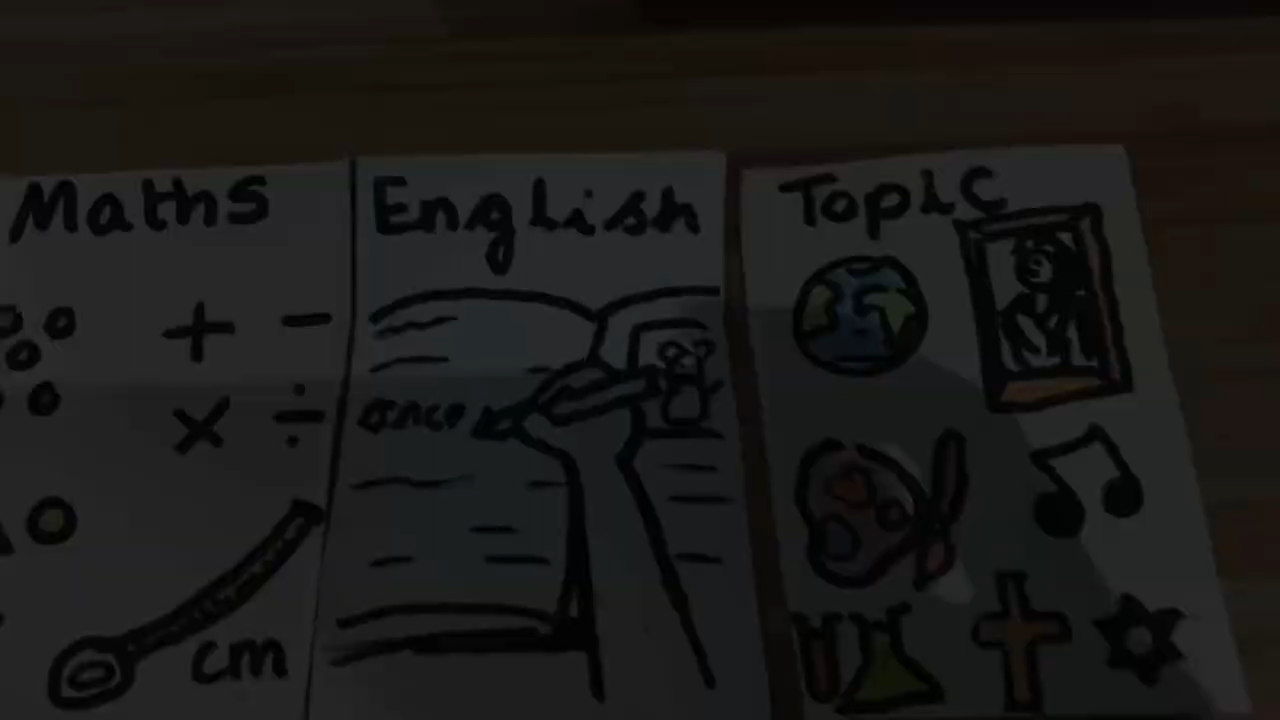 Maths
English
Topic
+ -
× ÷
once
cm